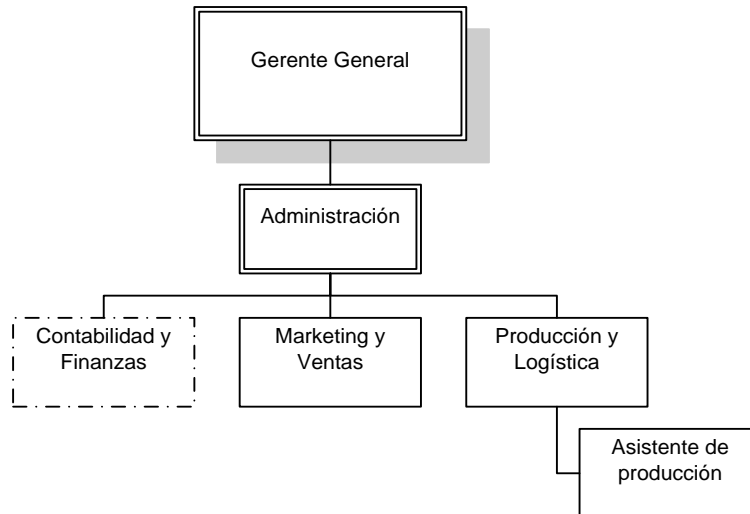 Gerente General
Administración
Contabilidad y
Finanzas
Marketing y
Ventas
Producción y
Logística
Asistente de
producción